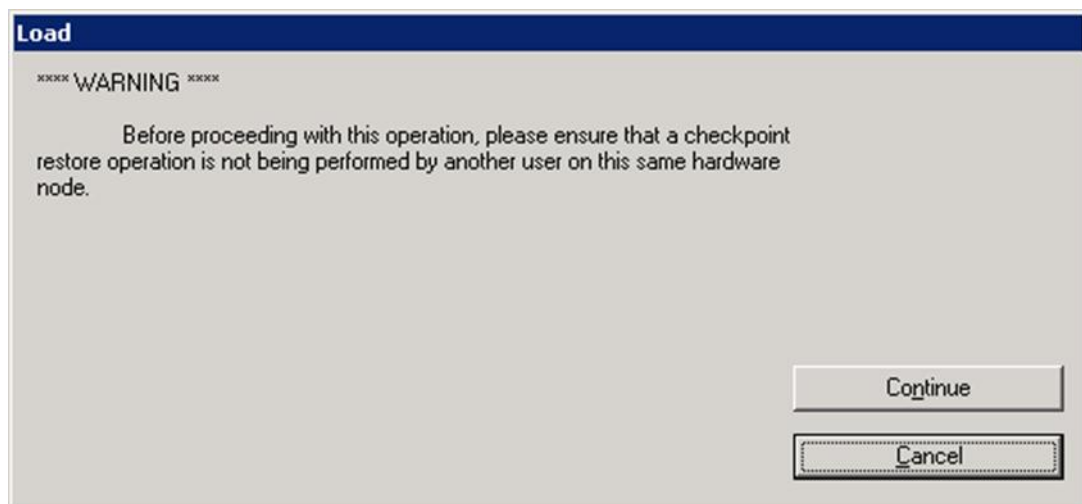 Load
**** WARNING ****
Before proceeding with this operation, please ensure that a checkpoint
restore operation is not being performed by another user on this same hardware
node.
Continue
Cancel